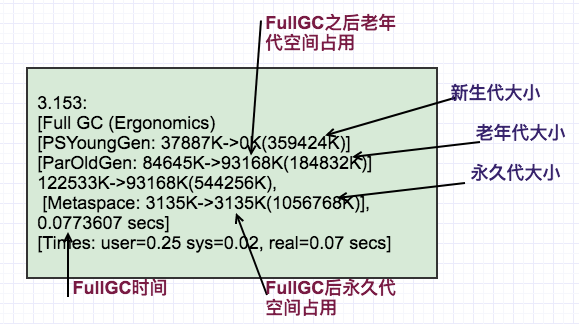 FullGC之后老年
代空间占用
新生代大小
老年代大小
永久代大小
3.153:
[Full GC (Ergonomics)
[PSYoungGen: 37887K->0K(359424K)]
[ParOldGen: 84645K->93168K(184832K)]
122533K->93168K(544256K),
[Metaspace: 3135K->3135K(1056768K)],
0.0773607 secs]
[Times: user=0.25 sys=0.02, real=0.07 secs]
FullGC时间
FullGC后永久代
空间占用